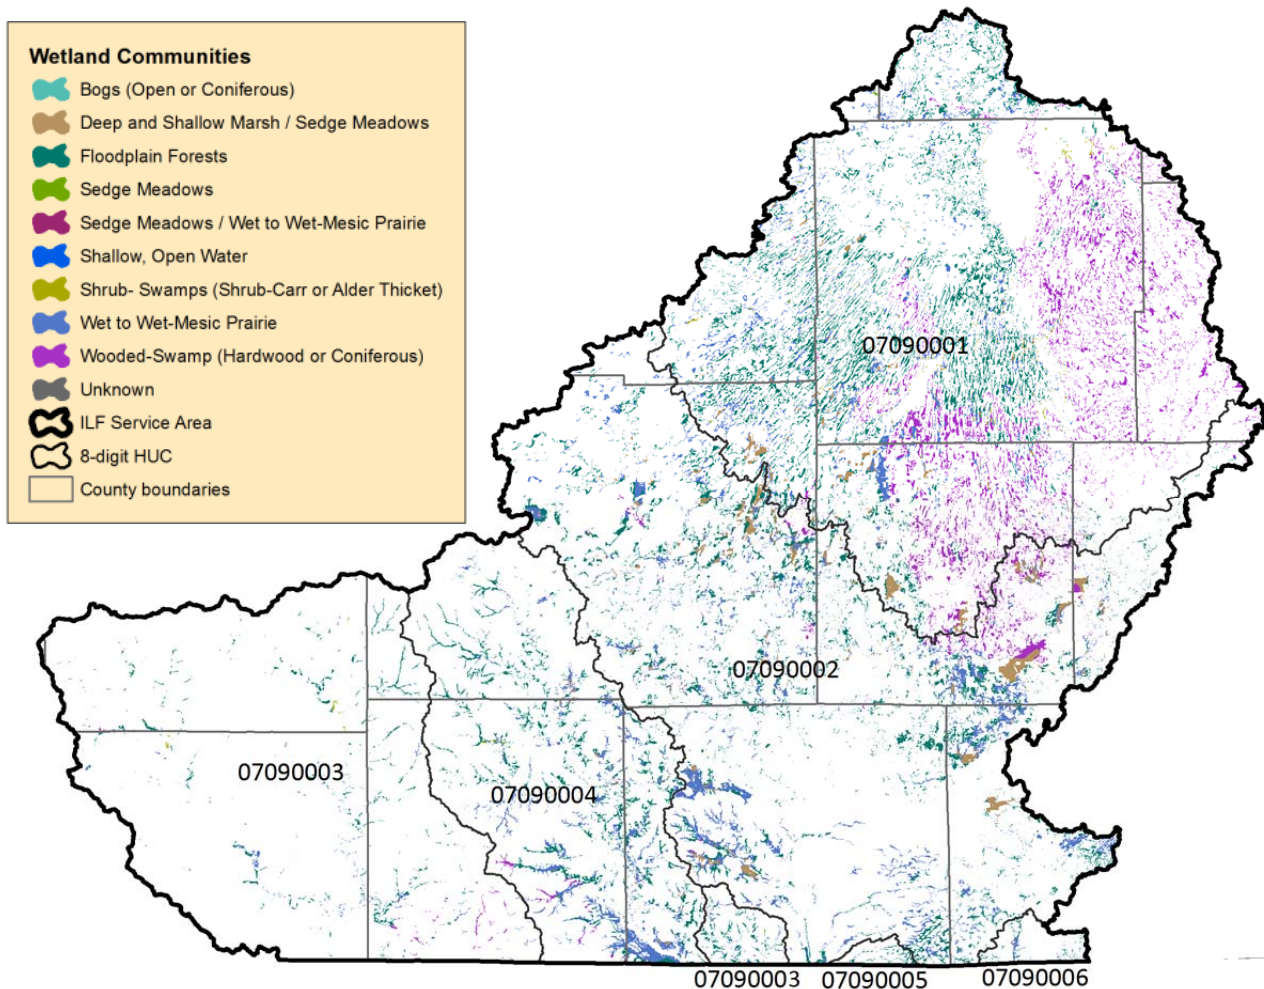 Wetland Communities
Bogs (Open or Coniferous)
Deep and Shallow Marsh / Sedge Meadows
Floodplain Forests
Sedge Meadows
Sedge Meadows / Wet to Wet-Mesic Prairie
Shallow, Open Water
Shrub- Swamps (Shrub-Carr or Alder Thicket)
Wet to Wet-Mesic Prairie
Wooded-Swamp (Hardwood or Coniferous)
Unknown
ILF Service Area
8-digit HUC
County boundaries
07090001
07090002
07090003
07090004
07090003
07090005
07090006